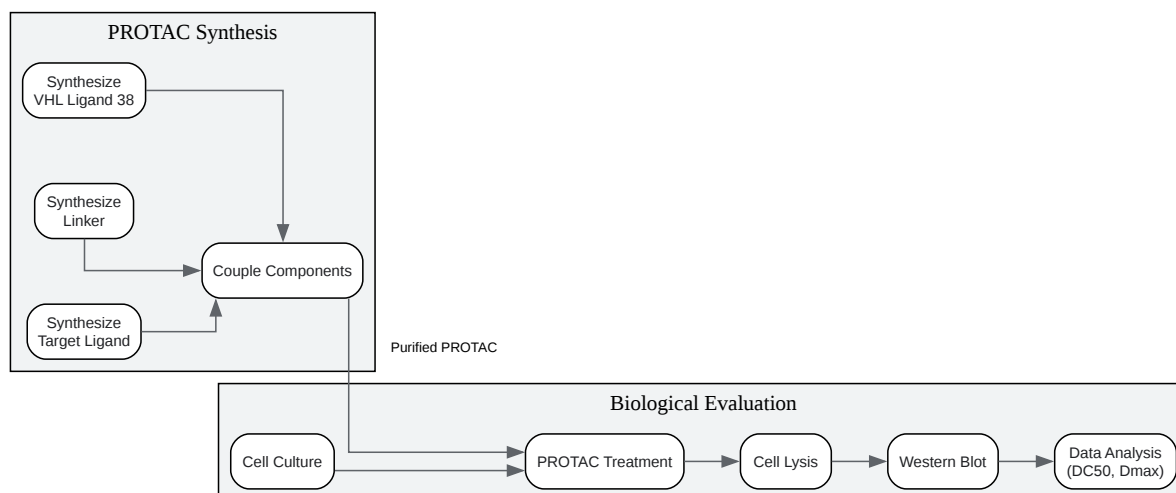 PROTAC Synthesis
Synthesize
VHL Ligand 38
Synthesize
Linker
Couple Components
Synthesize
Target Ligand
Purified PROTAC
Biological Evaluation
Cell Culture
PROTAC Treatment
Cell Lysis
Western Blot
Data Analysis
(DC50, Dmax)